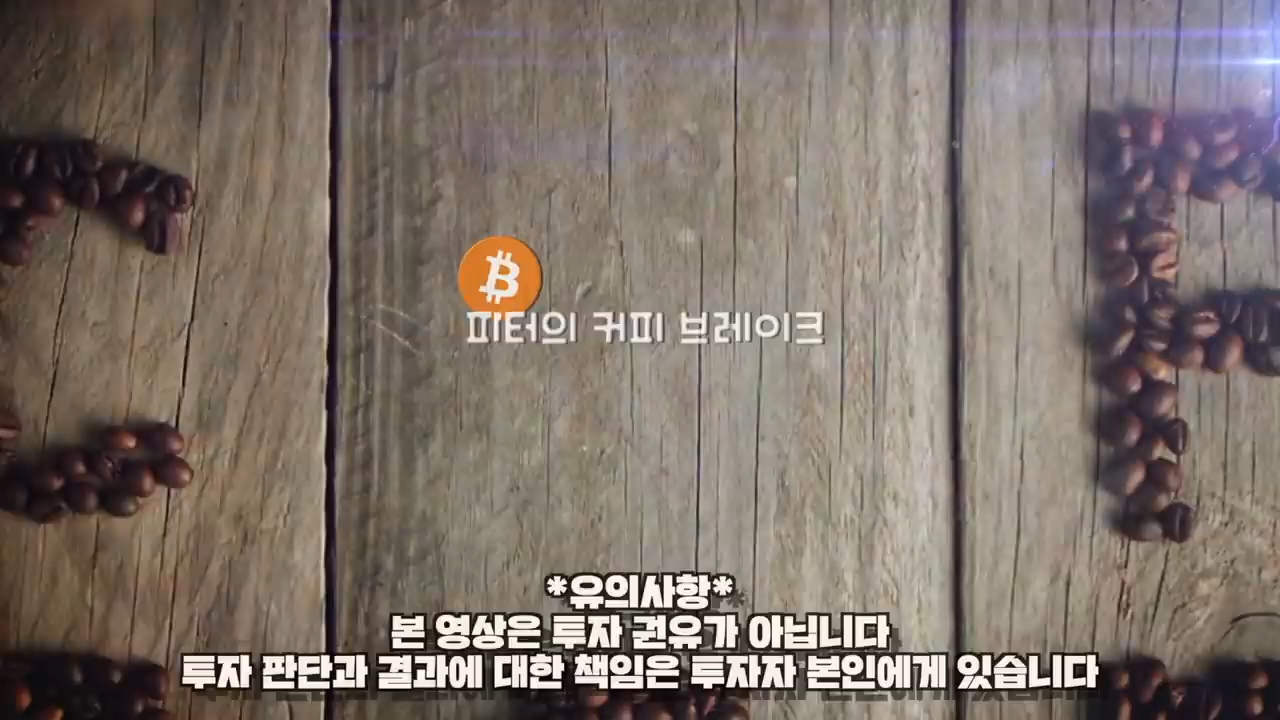 피터의 커피 브레이크
*유의사항*
본 영상은 투자 권유가 아닙니다
투자 판단과 결과에 대한 책임은 투자자 본인에게 있습니다